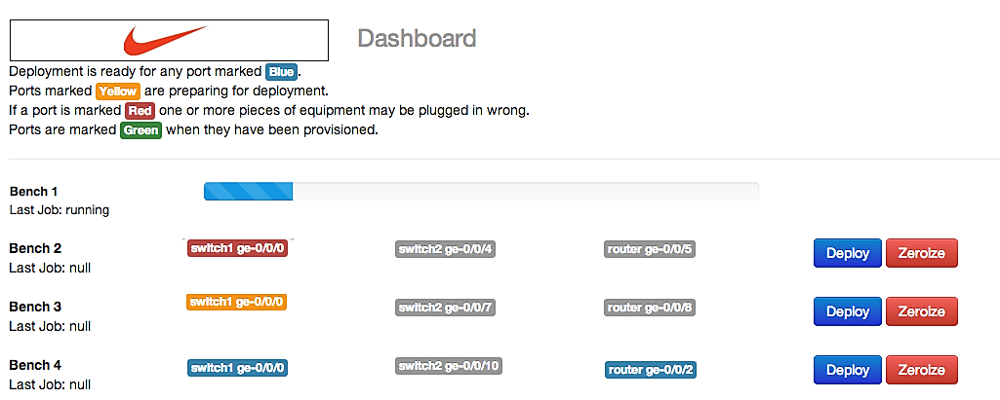 Dashboard
Deployment is ready for any port marked Blue.
Ports marked Yellow are preparing for deployment.
If a port is marked Red one or more pieces of equipment may be plugged in wrong.
Ports are marked Green when they have been provisioned.
Bench 1
Last Job: running
Bench 2 switch1 ge-0/0/0 switch2 ge-0/0/4 router ge-0/0/5 Deploy Zeroize
Last Job: null
Bench 3 switch1 ge-0/0/0 switch2 ge-0/0/7 router ge-0/0/8 Deploy Zeroize
Last Job: null
Bench 4 switch1 ge-0/0/0 switch2 ge-0/0/10 router ge-0/0/2 Deploy Zeroize
Last Job: null